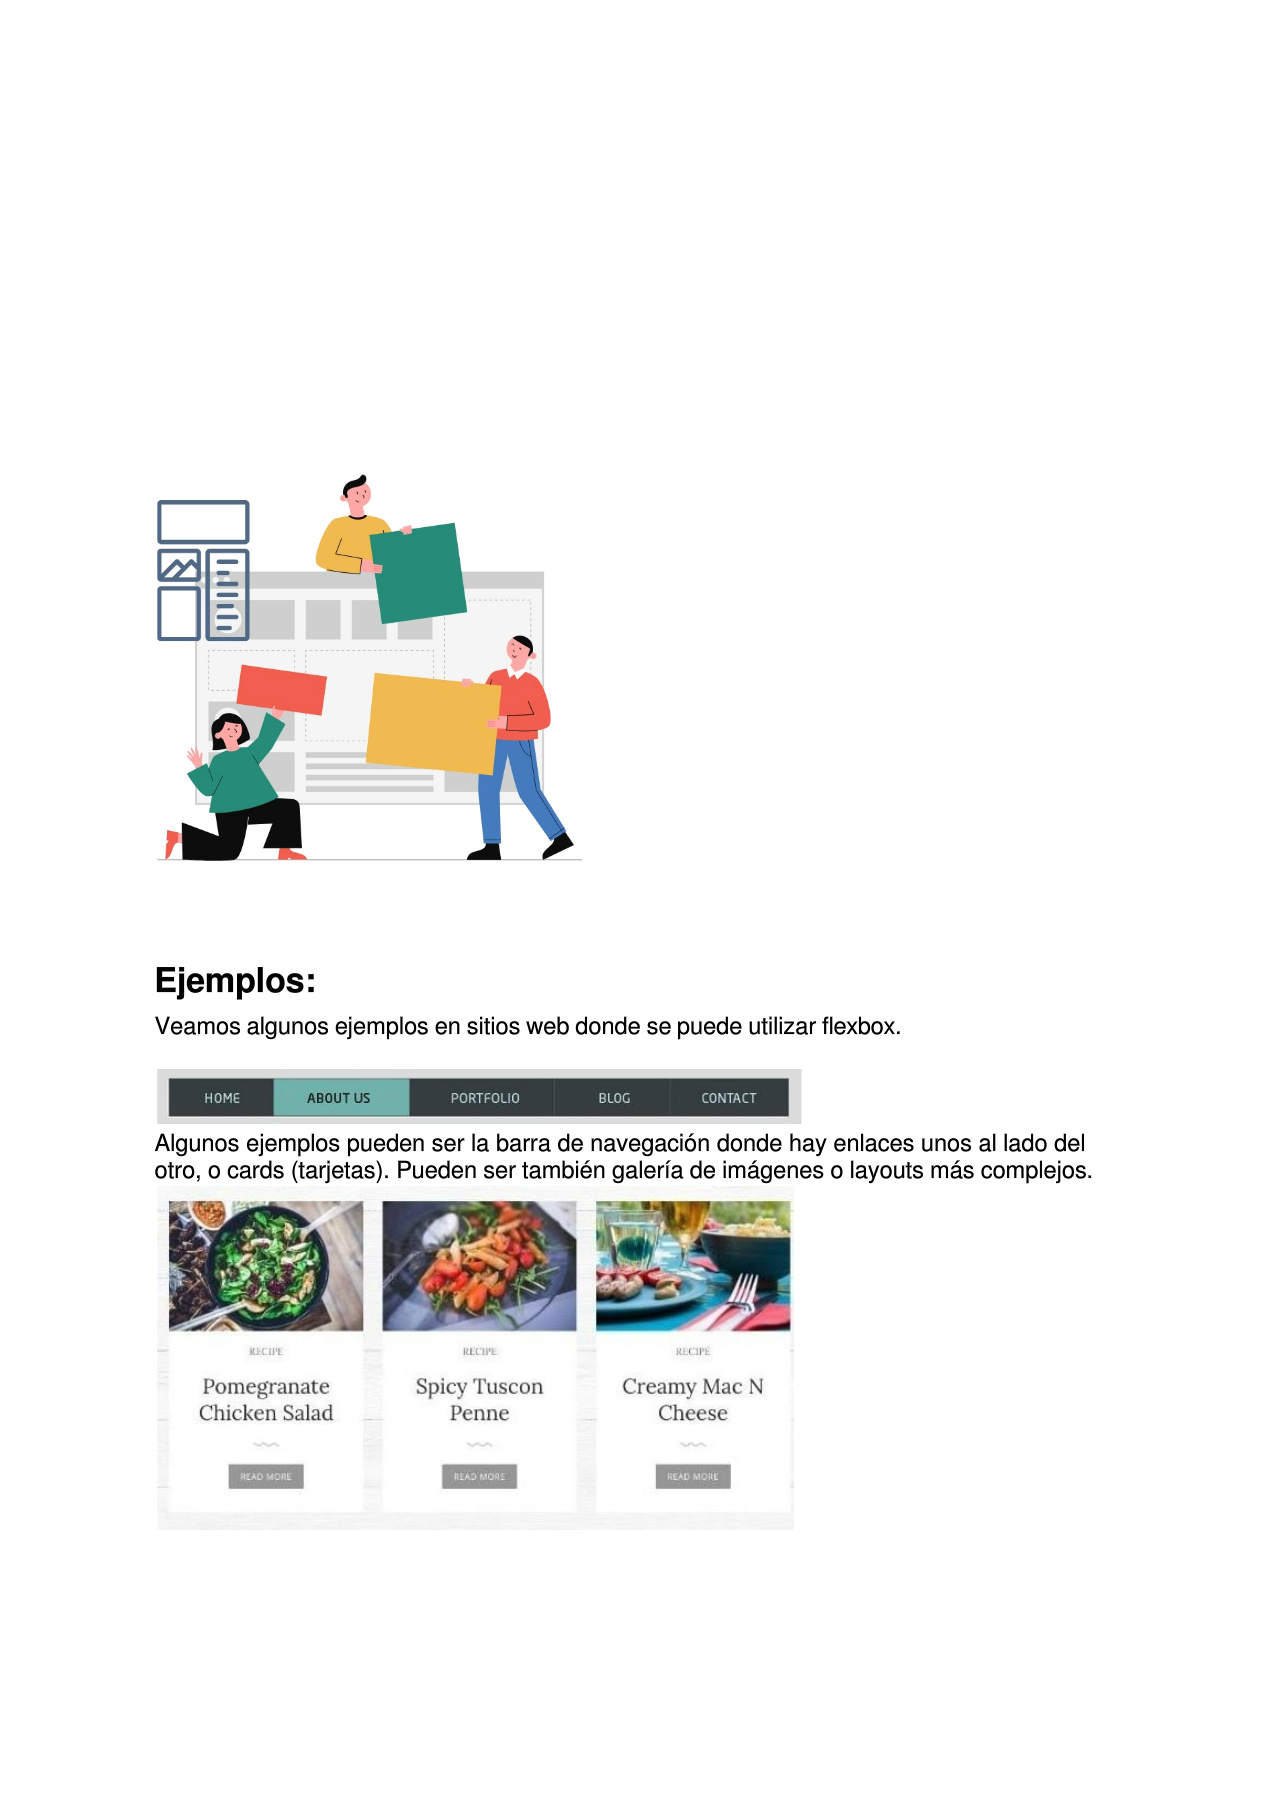 Ejemplos:
Veamos algunos ejemplos en sitios web donde se puede utilizar flexbox.
HOME ABOUT US PORTFOLIO BLOG CONTACT
Algunos ejemplos pueden ser la barra de navegación donde hay enlaces unos al lado del
otro, o cards (tarjetas). Pueden ser también galería de imágenes o layouts más complejos.
RECIPE
Pomegranate
Chicken Salad
READ MORE
RECIPE
Spicy Tuscon
Penne
READ MORE
RECIPE
Creamy Mac N
Cheese
READ MORE